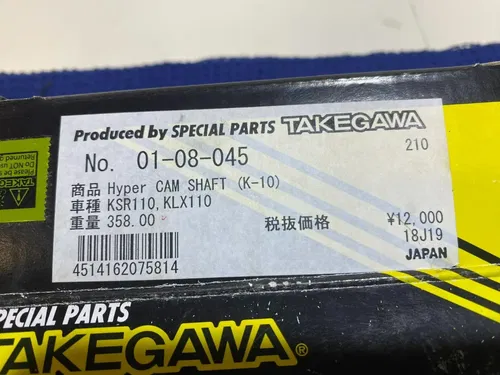 Produced by SPECIAL PARTS TAKEGAWA
No. 01-08-045 210
商品 Hyper CAM SHAFT (K-10)
車種 KSR110,KLX110
重量 358.00 税抜価格 ¥12,000
18J19
4514162075814 JAPAN
SPECIAL PARTS
TAKEGAWA®